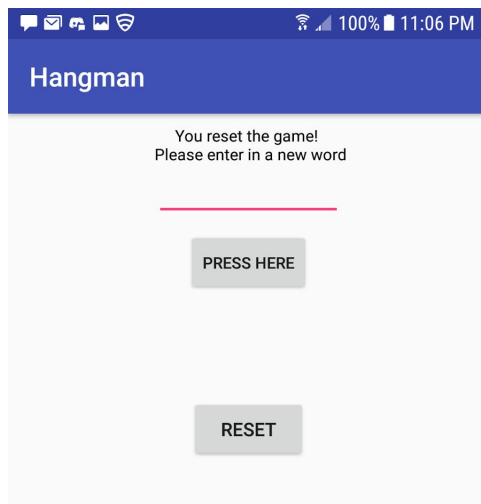 100% 11:06 PM
Hangman
You reset the game!
Please enter in a new word
PRESS HERE
RESET